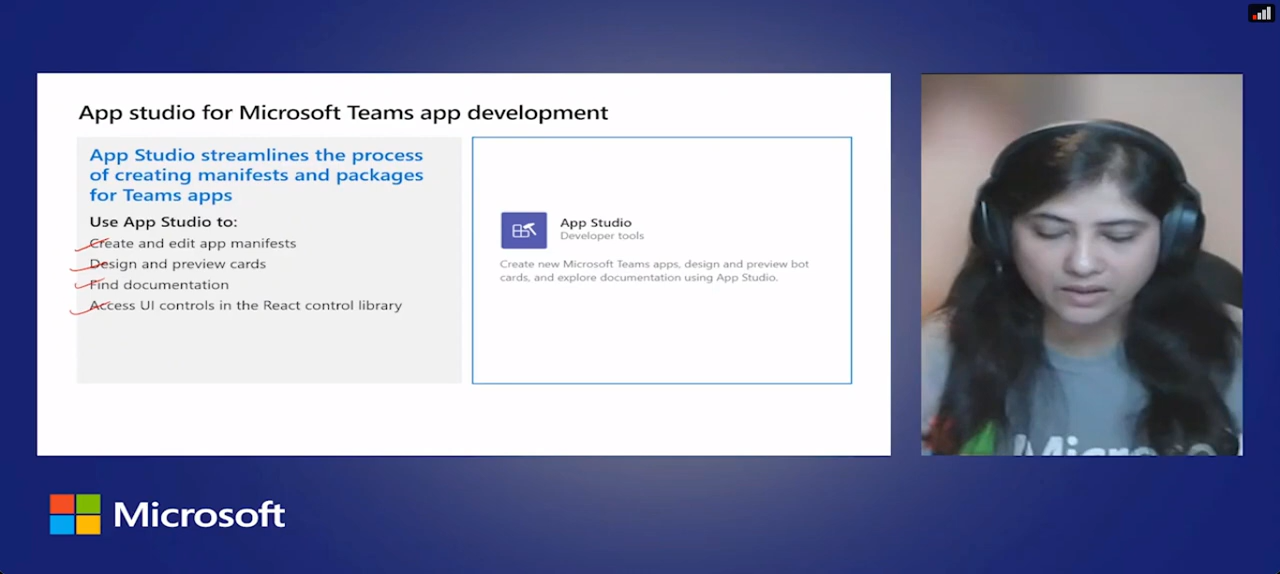 App studio for Microsoft Teams app development
App Studio streamlines the process
of creating manifests and packages
for Teams apps
Use App Studio to:
Create and edit app manifests
Design and preview cards
Find documentation
Access UI controls in the React control library
App Studio
Developer tools
Create new Microsoft Teams apps, design and preview bot
cards, and explore documentation using App Studio.
Microsoft